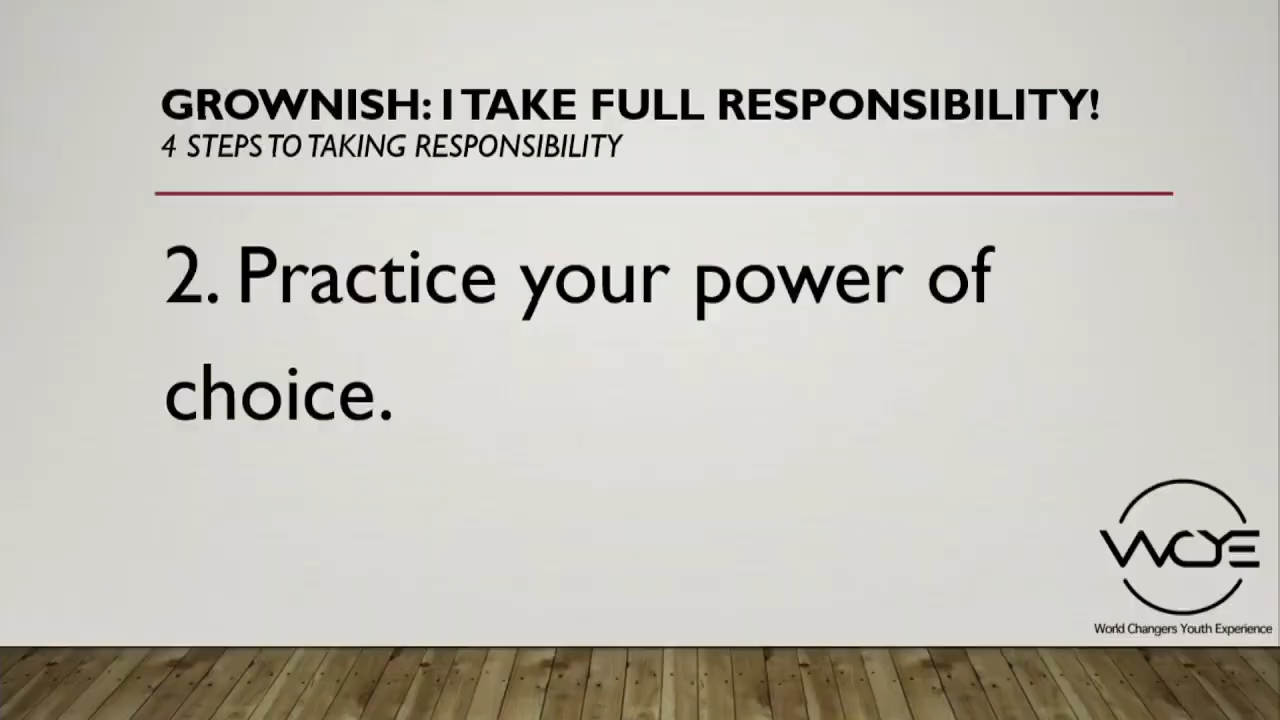 GROWNISH: I TAKE FULL RESPONSIBILITY!
4 STEPS TO TAKING RESPONSIBILITY
2. Practice your power of
choice.
WCYE
World Changers Youth Experience